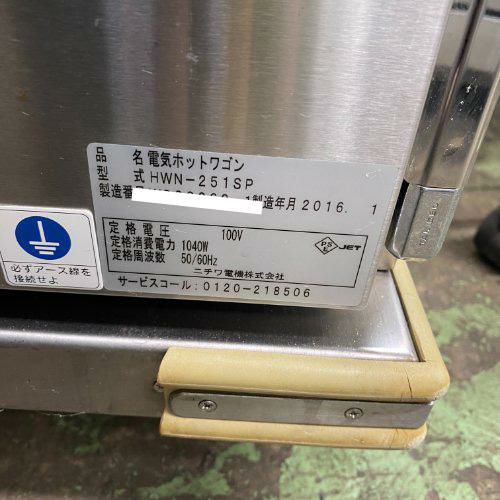 品　名 電気ホットワゴン
型　式 HWN-251SP
製造番 製造年月 2016. 1
定格電圧 100V
定格消費電力 1040W
定格周波数 50/60Hz
PS E JET
ニチワ電機株式会社
サービスコール:0120-218506
必ずアース線を
接続せよ